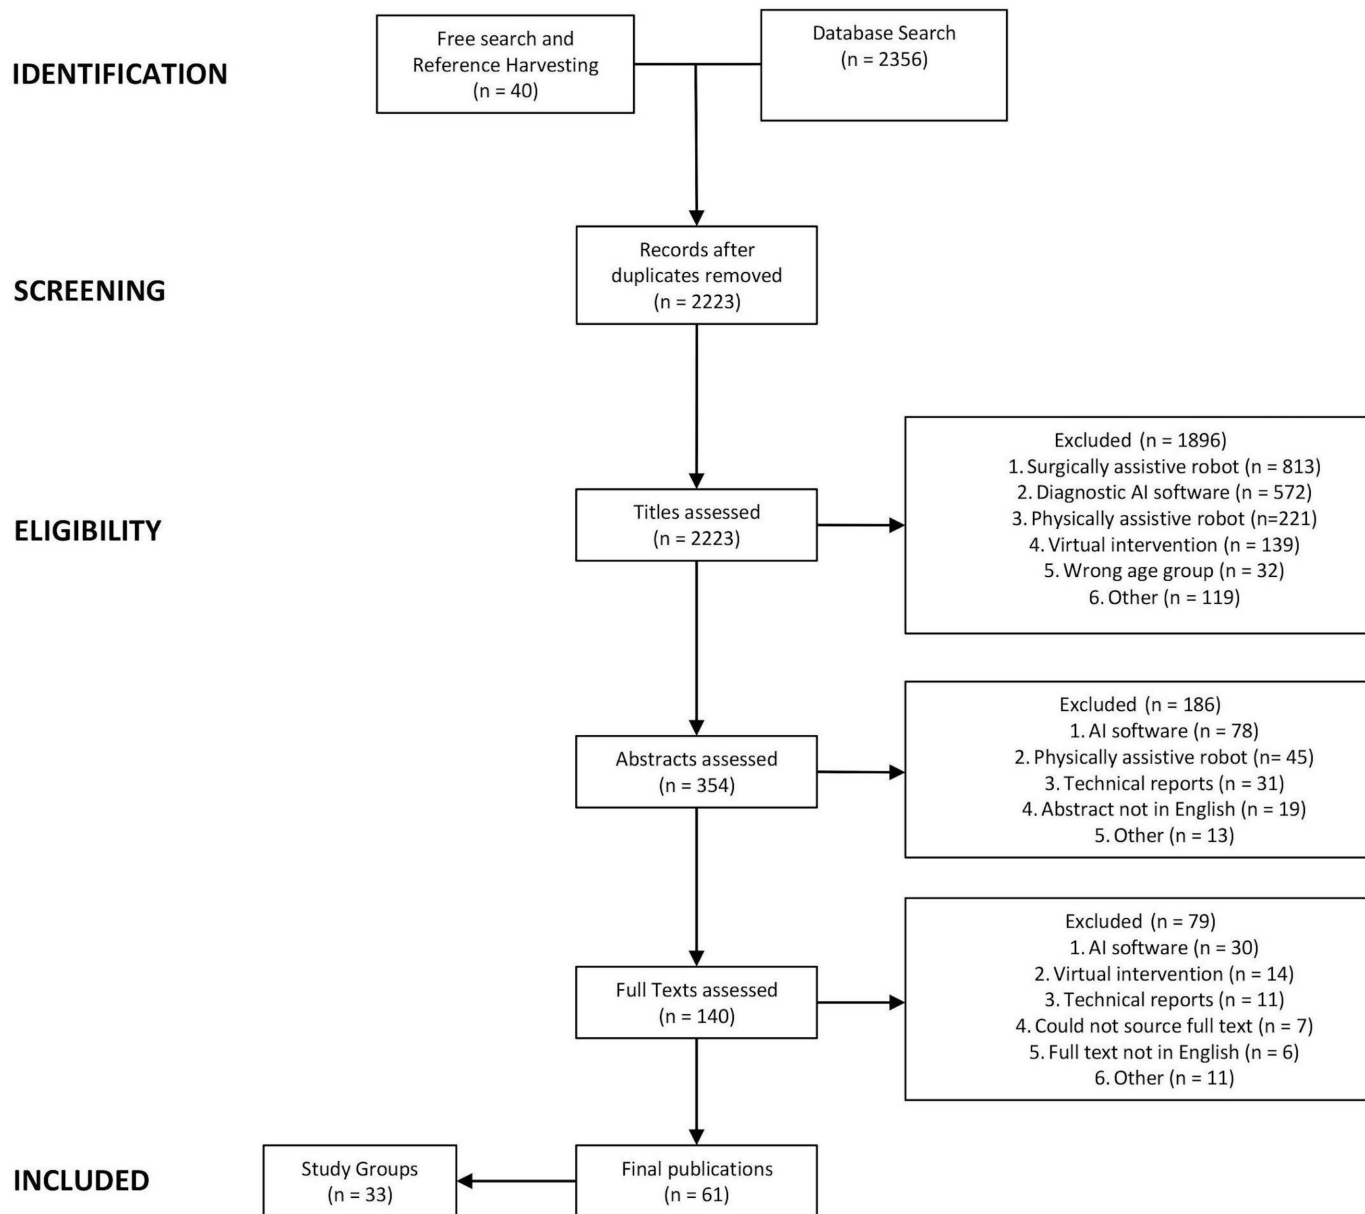 IDENTIFICATION
Free search and
Reference Harvesting
(n = 40)
Database Search
(n = 2356)
SCREENING
Records after
duplicates removed
(n = 2223)
ELIGIBILITY
Titles assessed
(n = 2223)
Excluded (n = 1896)
1. Surgically assistive robot (n = 813)
2. Diagnostic AI software (n = 572)
3. Physically assistive robot (n=221)
4. Virtual intervention (n = 139)
5. Wrong age group (n = 32)
6. Other (n = 119)
Abstracts assessed
(n = 354)
Excluded (n = 186)
1. AI software (n = 78)
2. Physically assistive robot (n= 45)
3. Technical reports (n = 31)
4. Abstract not in English (n = 19)
5. Other (n = 13)
Full Texts assessed
(n = 140)
Excluded (n = 79)
1. AI software (n = 30)
2. Virtual intervention (n = 14)
3. Technical reports (n = 11)
4. Could not source full text (n = 7)
5. Full text not in English (n = 6)
6. Other (n = 11)
INCLUDED
Study Groups
(n = 33)
Final publications
(n = 61)